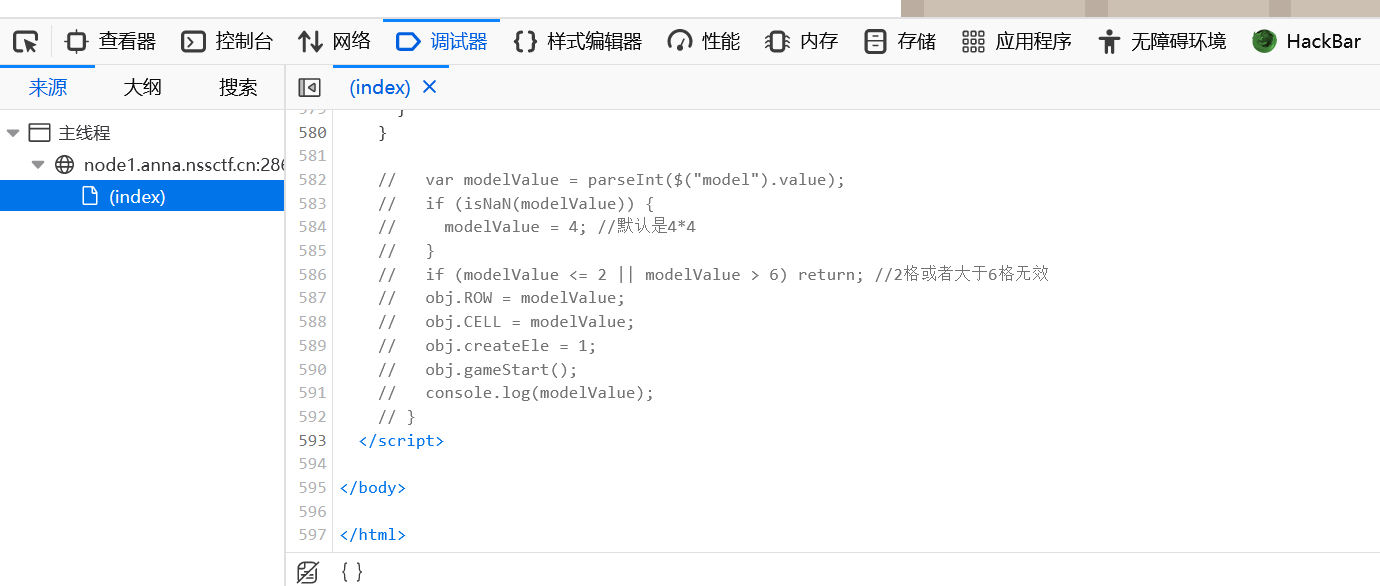 查看器 控制台 网络 调试器 样式编辑器 性能 内存 存储 应用程序 无障碍环境 HackBar
来源 大纲 搜索 (index)
主线程
node1.anna.nssctf.cn:286
(index)
579 }
580 }
581
582 // var modelValue = parseInt($("model").value);
583 // if (isNaN(modelValue)) {
584 // modelValue = 4; //默认是4*4
585 // }
586 // if (modelValue <= 2 || modelValue > 6) return; //2格或者大于6格无效
587 // obj.ROW = modelValue;
588 // obj.CELL = modelValue;
589 // obj.createEle = 1;
590 // obj.gameStart();
591 // console.log(modelValue);
592 // }
593 </script>
594
595 </body>
596
597 </html>
{ }